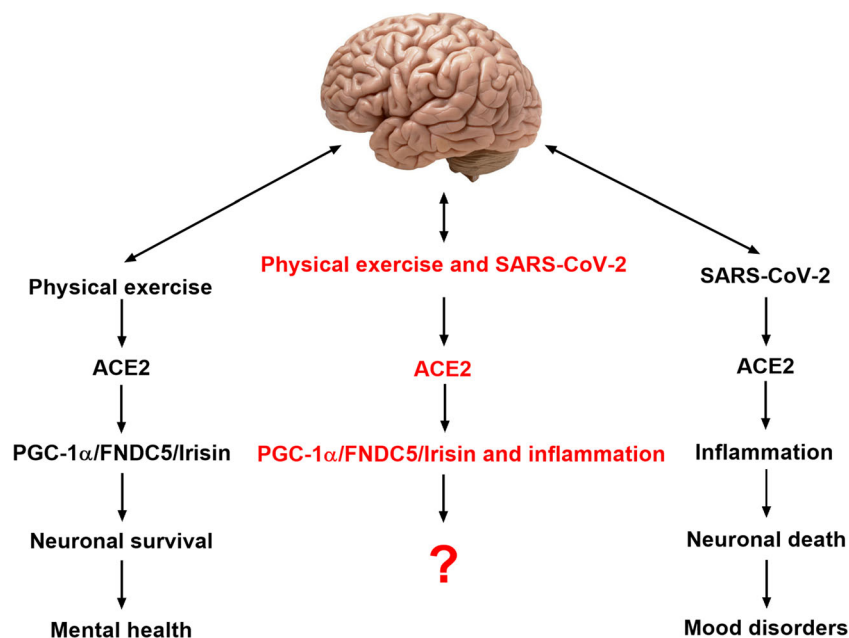 Physical exercise
ACE2
PGC-1α/FNDC5/Irisin
Neuronal survival
Mental health
Physical exercise and SARS-CoV-2
ACE2
PGC-1α/FNDC5/Irisin and inflammation
?
SARS-CoV-2
ACE2
Inflammation
Neuronal death
Mood disorders